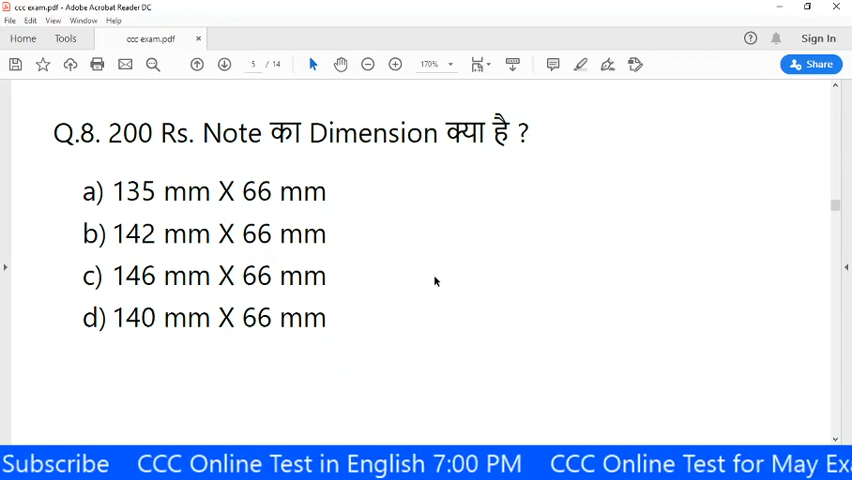 ccc exam.pdf - Adobe Acrobat Reader DC
File Edit View Window Help
Home Tools ccc exam.pdf × Sign In
5 / 14 170% Share
Q.8. 200 Rs. Note का Dimension क्या है ?
a) 135 mm X 66 mm
b) 142 mm X 66 mm
c) 146 mm X 66 mm
d) 140 mm X 66 mm
Subscribe CCC Online Test in English 7:00 PM CCC Online Test for May Exa